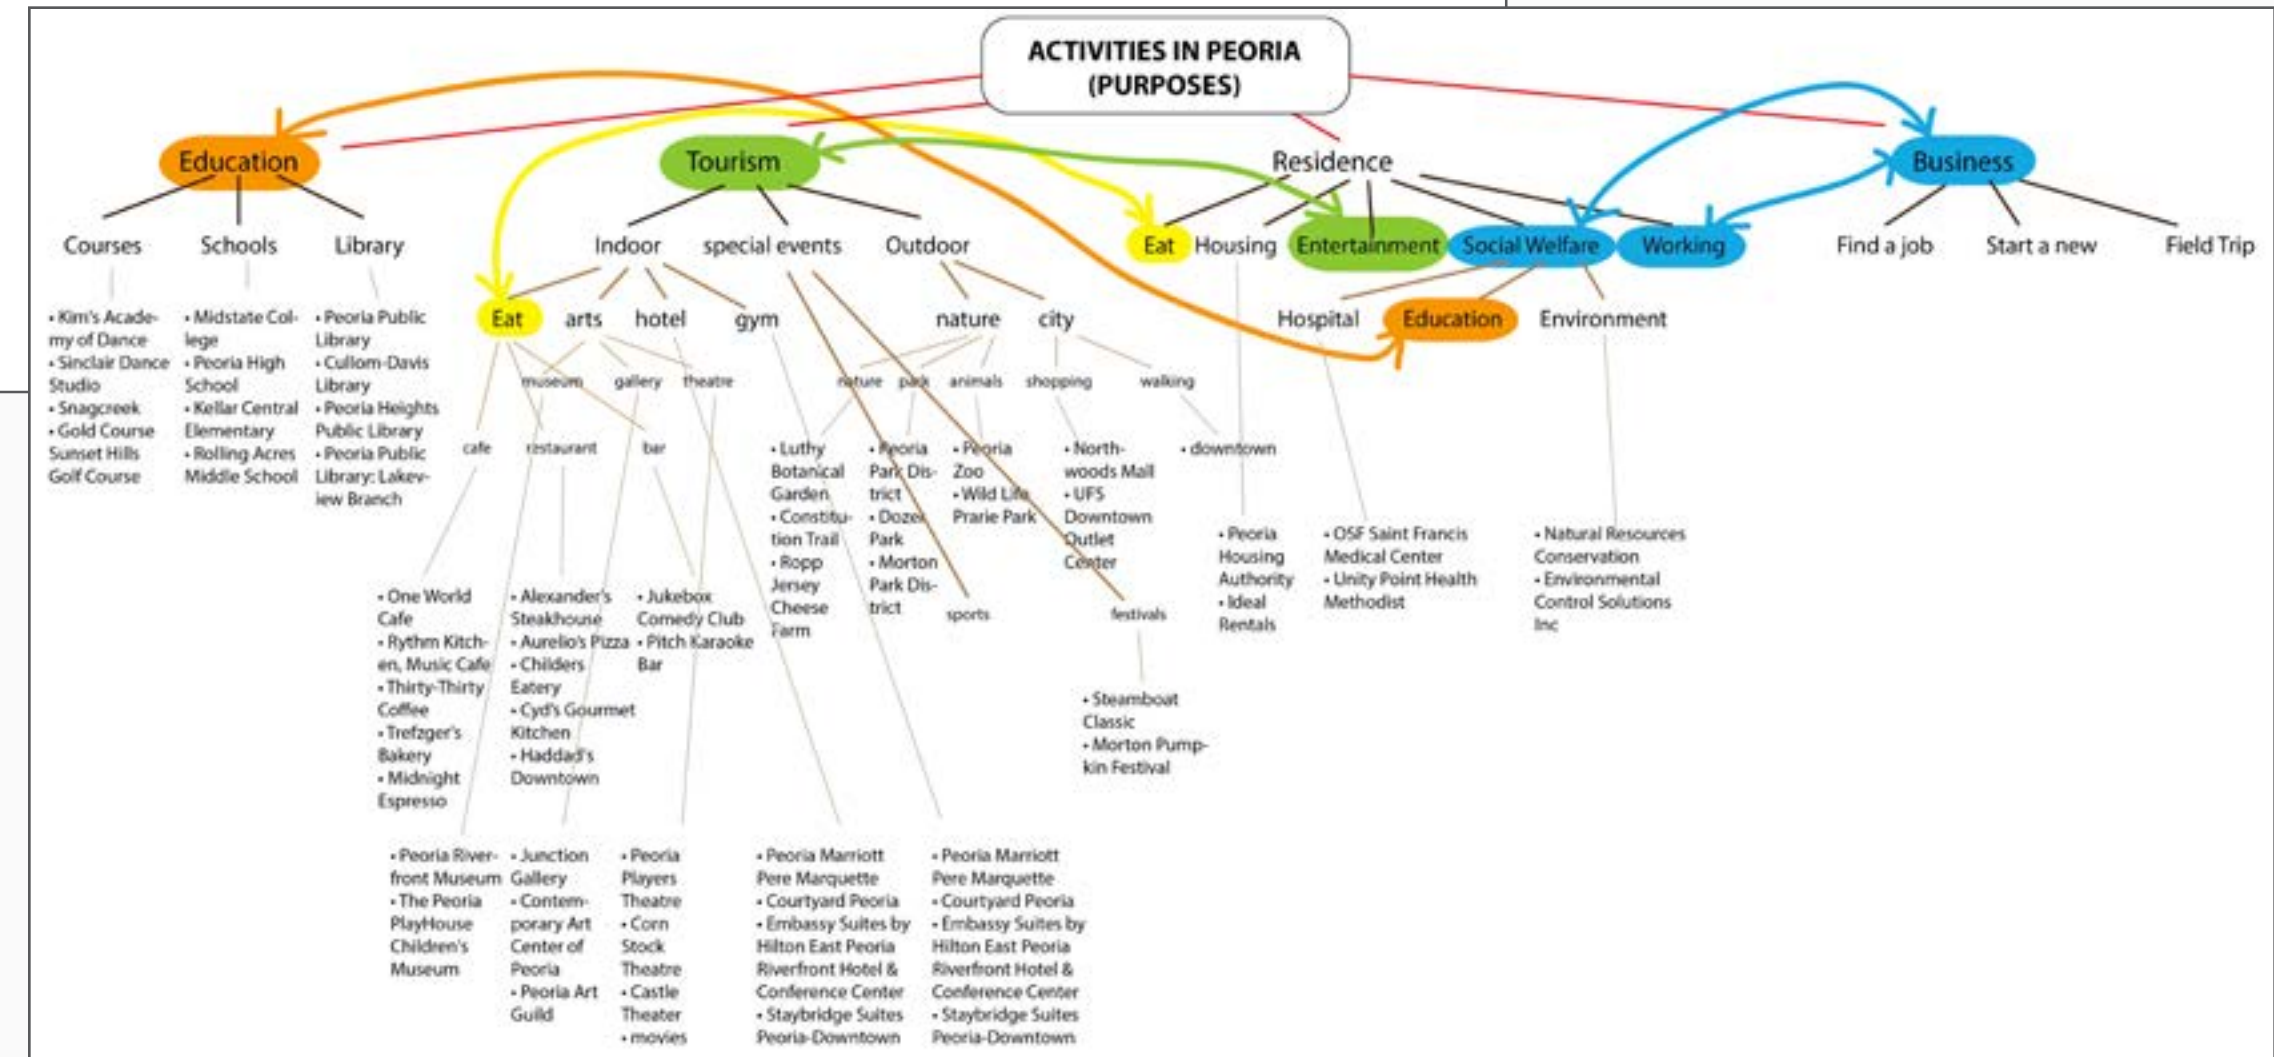 ACTIVITIES IN PEORIA
(PURPOSES)
Education
Tourism
Residence
Business
Courses
Schools
Library
Indoor
special events
Outdoor
Eat
Housing
Entertainment
Social Welfare
Working
Find a job
Start a new
Field Trip
Eat
arts
hotel
gym
nature
city
Hospital
Education
Environment
museum
gallery
theatre
nature
park
animals
shopping
walking
cafe
restaurant
bar
• Kim's Acade-
my of Dance
• Sinclair Dance
Studio
• Snagcreek
• Gold Course
Sunset Hills
Golf Course
• Midstate Col-
lege
• Peoria High
School
• Kellar Central
Elementary
• Rolling Acres
Middle School
• Peoria Public
Library
• Cullom-Davis
Library
• Peoria Heights
Public Library
• Peoria Public
Library: Lakev-
iew Branch
• Luthy
Botanical
Garden
• Constitu-
tion Trail
• Ropp
Jersey
Cheese
Farm
• Peoria
Park Dis-
trict
• Dozer
Park
• Morton
Park Dis-
trict
• Peoria
Zoo
• Wild Life
Prarie Park
• North-
woods Mall
• UFS
Downtown
Outlet
Center
• downtown
sports
festivals
• Peoria
Housing
Authority
• Ideal
Rentals
• OSF Saint Francis
Medical Center
• Unity Point Health
Methodist
• Natural Resources
Conservation
• Environmental
Control Solutions
Inc
• One World
Cafe
• Rythm Kitch-
en, Music Cafe
• Thirty-Thirty
Coffee
• Trefzger's
Bakery
• Midnight
Espresso
• Alexander's
Steakhouse
• Aurelio's Pizza
• Childers
Eatery
• Cyd's Gourmet
Kitchen
• Haddad's
Downtown
• Jukebox
Comedy Club
• Pitch Karaoke
Bar
• Steamboat
Classic
• Morton Pump-
kin Festival
• Peoria River-
front Museum
• The Peoria
PlayHouse
Children's
Museum
• Junction
Gallery
• Contem-
porary Art
Center of
Peoria
• Peoria Art
Guild
• Peoria
Players
Theatre
• Corn
Stock
Theatre
• Castle
Theater
• movies
• Peoria Marriott
Pere Marquette
• Courtyard Peoria
• Embassy Suites by
Hilton East Peoria
Riverfront Hotel &
Conference Center
• Staybridge Suites
Peoria-Downtown
• Peoria Marriott
Pere Marquette
• Courtyard Peoria
• Embassy Suites by
Hilton East Peoria
Riverfront Hotel &
Conference Center
• Staybridge Suites
Peoria-Downtown